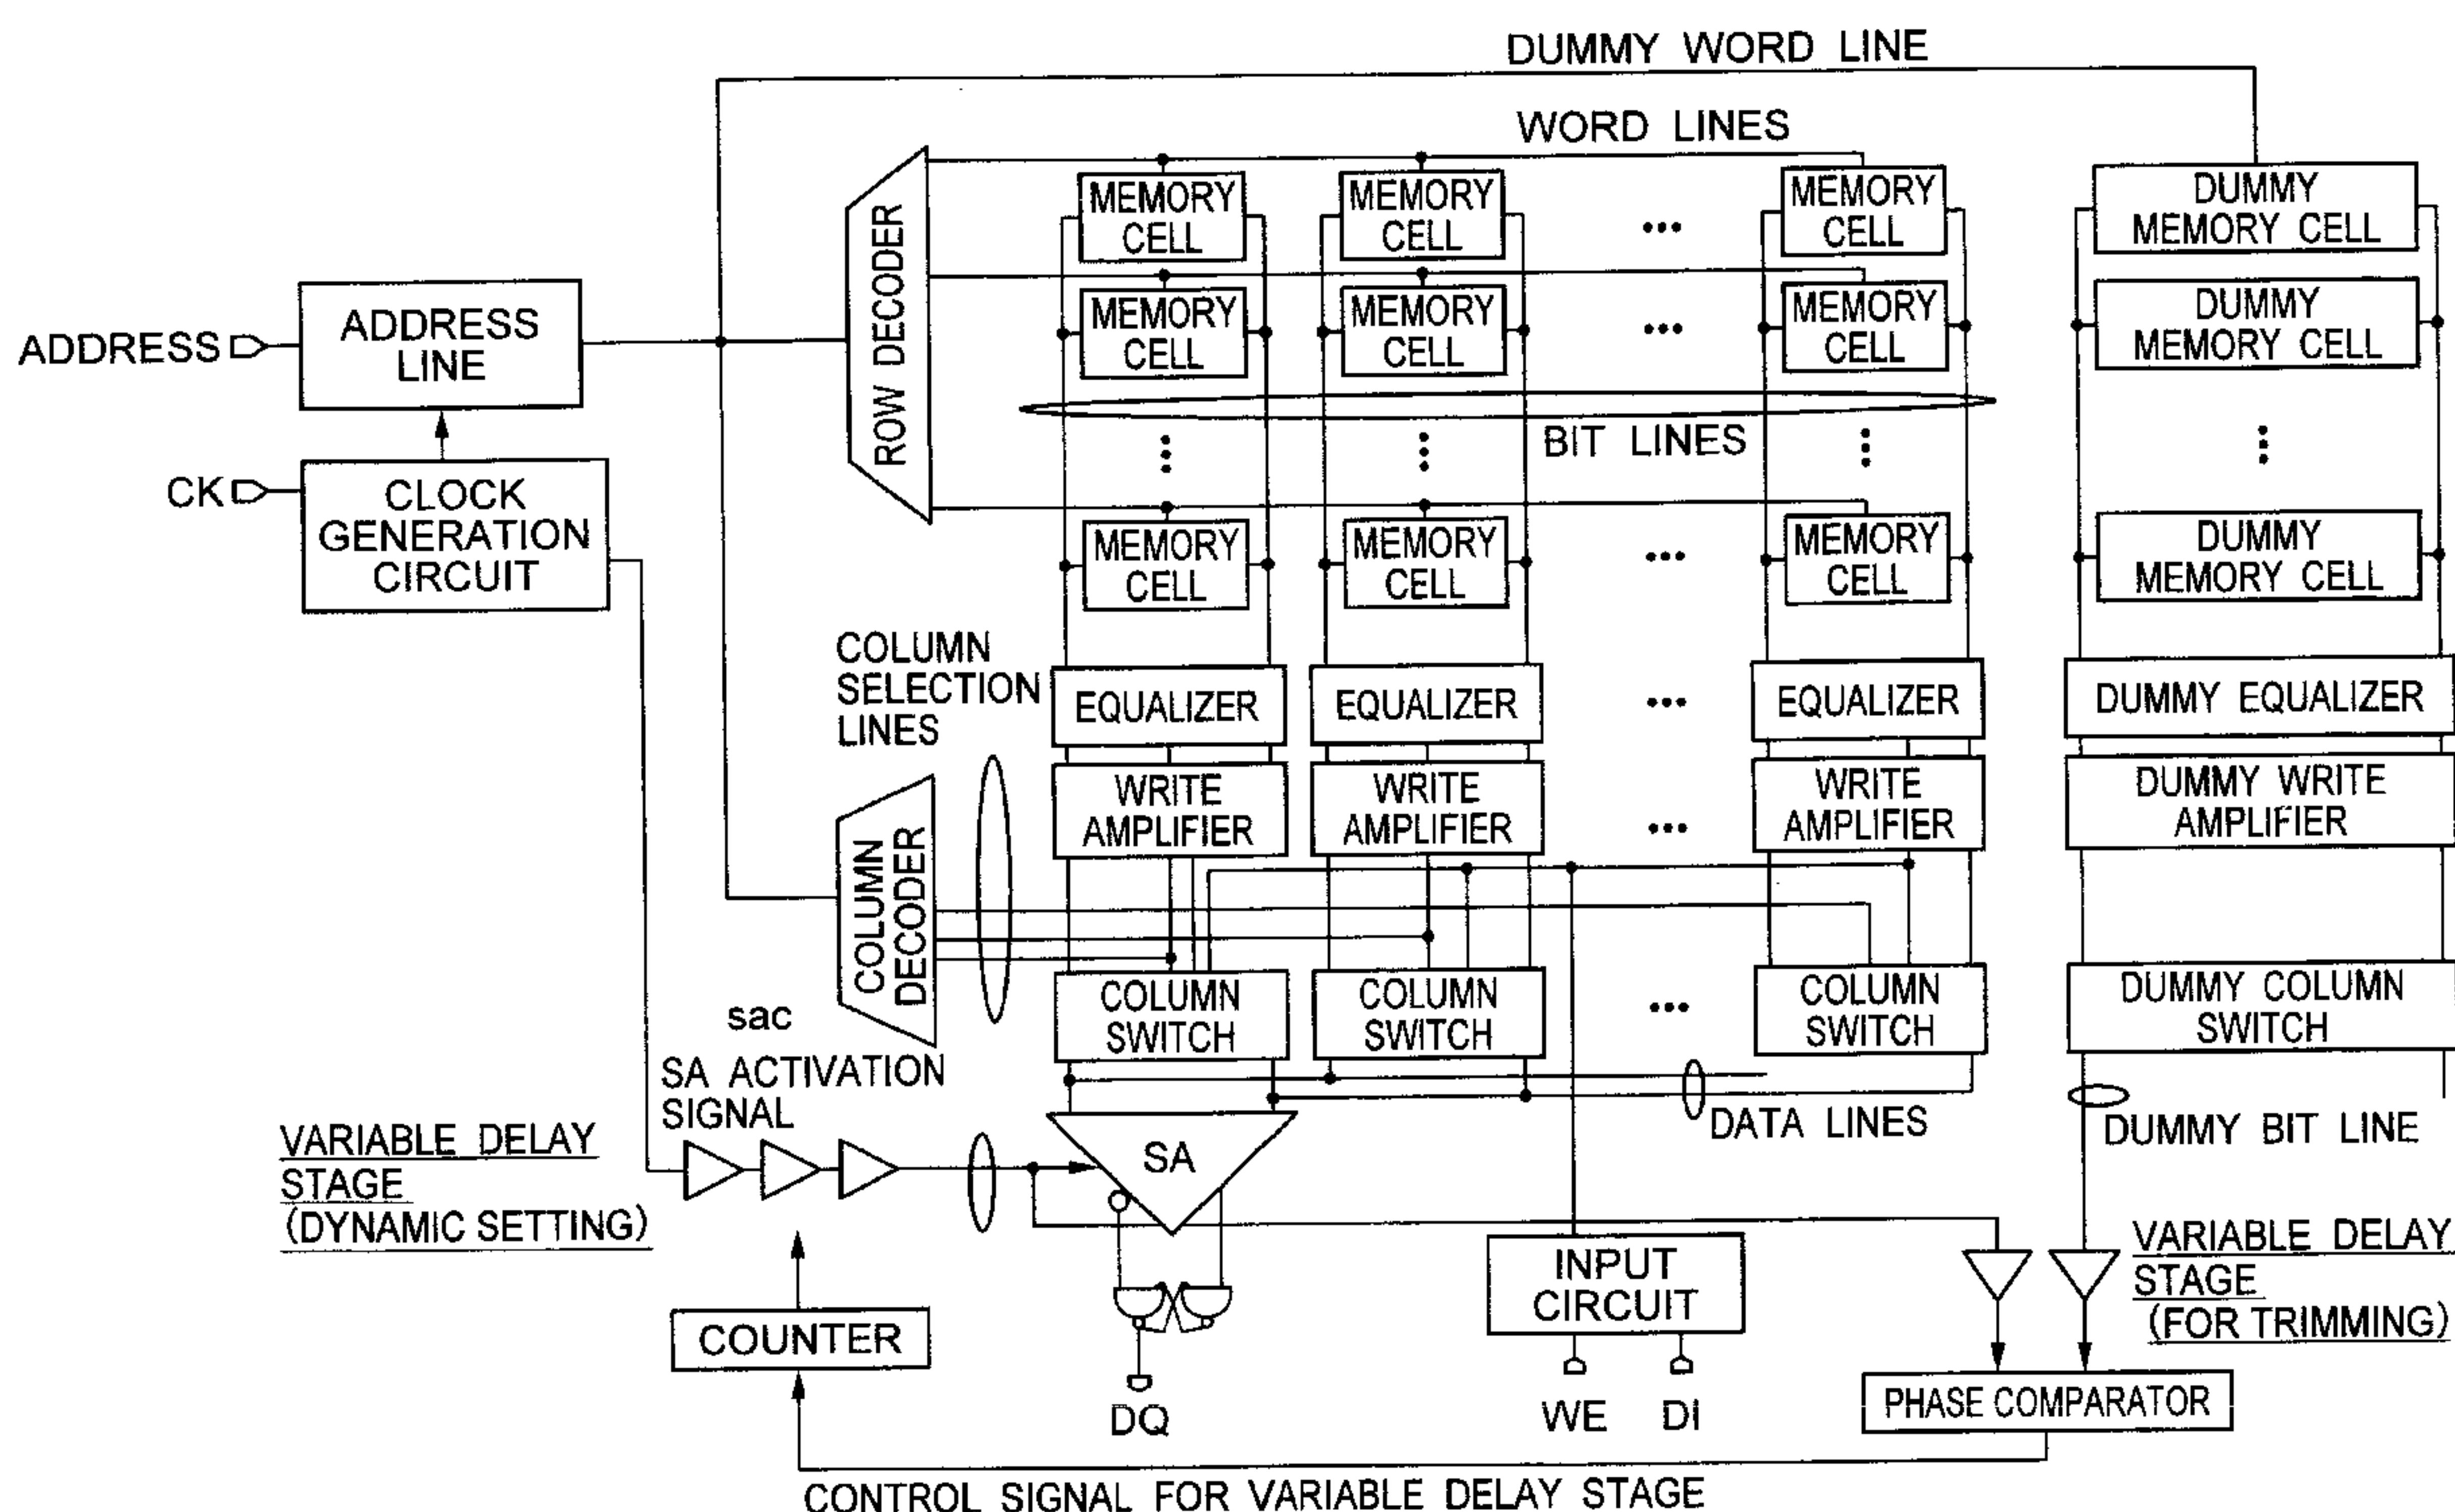 DUMMY WORD LINE
WORD LINES
MEMORY
CELL
MEMORY
CELL
...
MEMORY
CELL
DUMMY
MEMORY CELL
ROW DECODER
ADDRESS
ADDRESS
LINE
MEMORY
CELL
MEMORY
CELL
...
MEMORY
CELL
DUMMY
MEMORY CELL
BIT LINES
CK
CLOCK
GENERATION
CIRCUIT
MEMORY
CELL
MEMORY
CELL
...
MEMORY
CELL
DUMMY
MEMORY CELL
COLUMN
SELECTION
LINES
EQUALIZER
EQUALIZER
...
EQUALIZER
DUMMY EQUALIZER
WRITE
AMPLIFIER
WRITE
AMPLIFIER
...
WRITE
AMPLIFIER
DUMMY WRITE
AMPLIFIER
COLUMN
DECODER
COLUMN
SWITCH
COLUMN
SWITCH
...
COLUMN
SWITCH
DUMMY COLUMN
SWITCH
sac
SA ACTIVATION
SIGNAL
DATA LINES
DUMMY BIT LINE
VARIABLE DELAY
STAGE
(DYNAMIC SETTING)
SA
INPUT
CIRCUIT
VARIABLE DELAY
STAGE
(FOR TRIMMING)
COUNTER
DQ
WE
DI
PHASE COMPARATOR
CONTROL SIGNAL FOR VARIABLE DELAY STAGE